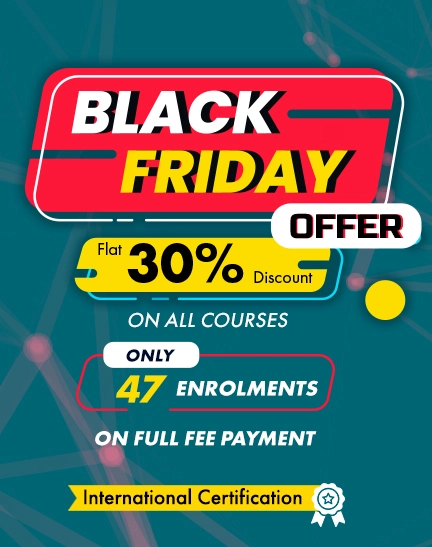 BLACK
FRIDAY
OFFER
Flat 30% Discount
ON ALL COURSES
ONLY
47 ENROLMENTS
ON FULL FEE PAYMENT
International Certification